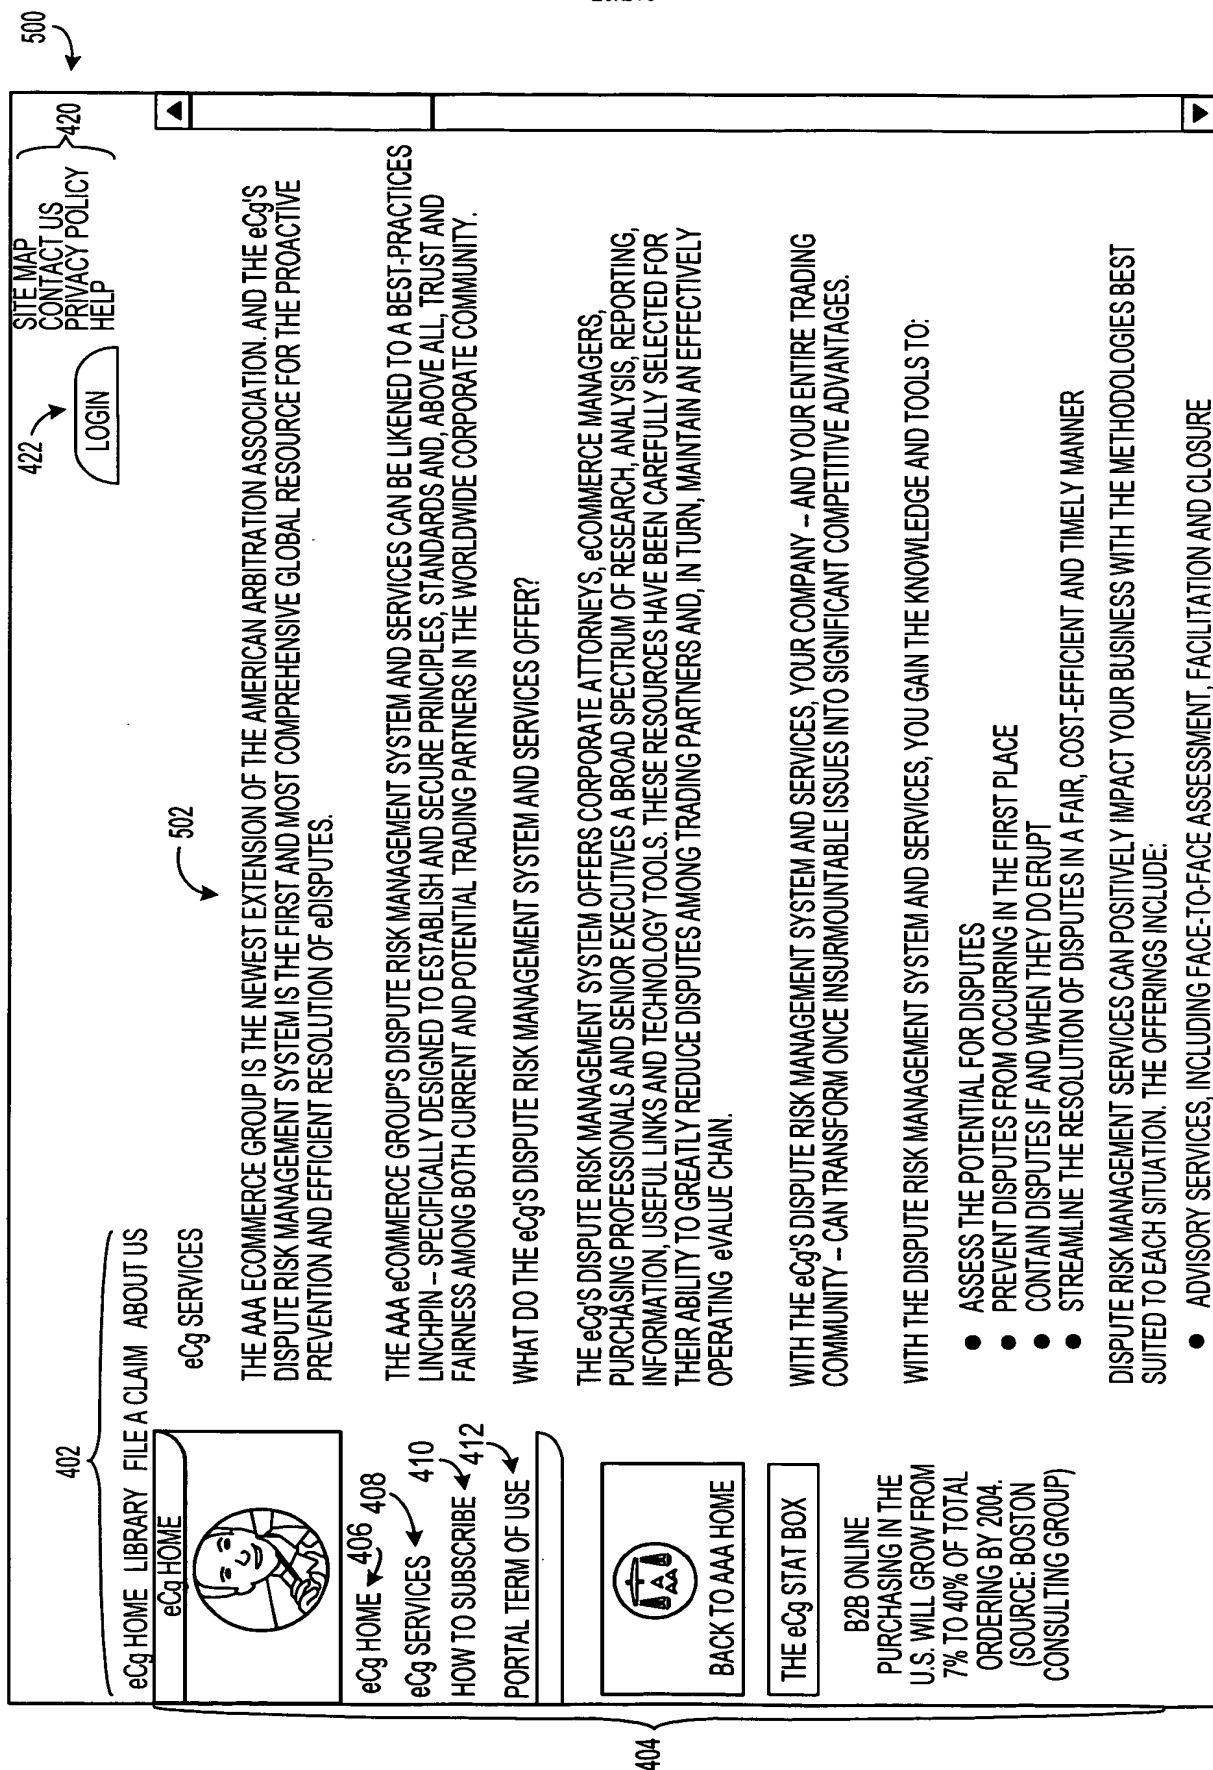 500
402
422
SITE MAP
CONTACT US
PRIVACY POLICY
HELP
420
LOGIN
eCg HOME LIBRARY FILE A CLAIM ABOUT US
eCg HOME
eCg HOME
406
eCg SERVICES
408
HOW TO SUBSCRIBE
410
PORTAL TERM OF USE
412
BACK TO AAA HOME
THE eCg STAT BOX
B2B ONLINE
PURCHASING IN THE
U.S. WILL GROW FROM
7% TO 40% OF TOTAL
ORDERING BY 2004.
(SOURCE: BOSTON
CONSULTING GROUP)
404
eCg SERVICES
502
THE AAA ECOMMERCE GROUP IS THE NEWEST EXTENSION OF THE AMERICAN ARBITRATION ASSOCIATION. AND THE eCg'S
DISPUTE RISK MANAGEMENT SYSTEM IS THE FIRST AND MOST COMPREHENSIVE GLOBAL RESOURCE FOR THE PROACTIVE
PREVENTION AND EFFICIENT RESOLUTION OF eDISPUTES.
THE AAA eCOMMERCE GROUP'S DISPUTE RISK MANAGEMENT SYSTEM AND SERVICES CAN BE LIKENED TO A BEST-PRACTICES
LINCHPIN -- SPECIFICALLY DESIGNED TO ESTABLISH AND SECURE PRINCIPLES, STANDARDS AND, ABOVE ALL, TRUST AND
FAIRNESS AMONG BOTH CURRENT AND POTENTIAL TRADING PARTNERS IN THE WORLDWIDE CORPORATE COMMUNITY.
WHAT DO THE eCg'S DISPUTE RISK MANAGEMENT SYSTEM AND SERVICES OFFER?
THE eCg'S DISPUTE RISK MANAGEMENT SYSTEM OFFERS CORPORATE ATTORNEYS, eCOMMERCE MANAGERS,
PURCHASING PROFESSIONALS AND SENIOR EXECUTIVES A BROAD SPECTRUM OF RESEARCH, ANALYSIS, REPORTING,
INFORMATION, USEFUL LINKS AND TECHNOLOGY TOOLS. THESE RESOURCES HAVE BEEN CAREFULLY SELECTED FOR
THEIR ABILITY TO GREATLY REDUCE DISPUTES AMONG TRADING PARTNERS AND, IN TURN, MAINTAIN AN EFFECTIVELY
OPERATING eVALUE CHAIN.
WITH THE eCg'S DISPUTE RISK MANAGEMENT SYSTEM AND SERVICES, YOUR COMPANY -- AND YOUR ENTIRE TRADING
COMMUNITY -- CAN TRANSFORM ONCE INSURMOUNTABLE ISSUES INTO SIGNIFICANT COMPETITIVE ADVANTAGES.
WITH THE DISPUTE RISK MANAGEMENT SYSTEM AND SERVICES, YOU GAIN THE KNOWLEDGE AND TOOLS TO:
● ASSESS THE POTENTIAL FOR DISPUTES
● PREVENT DISPUTES FROM OCCURRING IN THE FIRST PLACE
● CONTAIN DISPUTES IF AND WHEN THEY DO ERUPT
● STREAMLINE THE RESOLUTION OF DISPUTES IN A FAIR, COST-EFFICIENT AND TIMELY MANNER
DISPUTE RISK MANAGEMENT SERVICES CAN POSITIVELY IMPACT YOUR BUSINESS WITH THE METHODOLOGIES BEST
SUITED TO EACH SITUATION. THE OFFERINGS INCLUDE:
● ADVISORY SERVICES, INCLUDING FACE-TO-FACE ASSESSMENT, FACILITATION AND CLOSURE